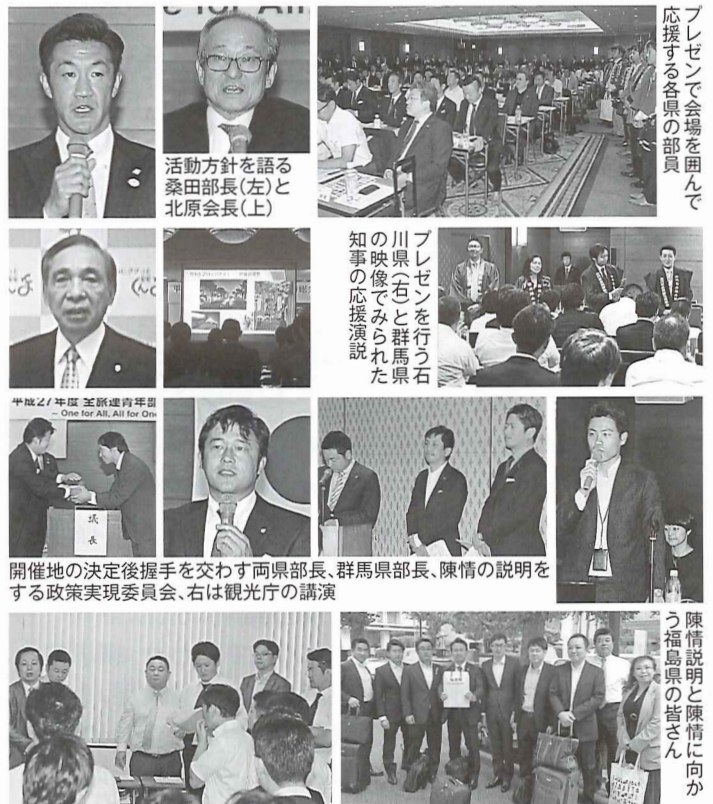 e for All
プレゼンで会場を囲んで
応援する各県の部員
活動方針を語る
桑田部長(左)と
北原会長(上)
プレゼンを行う石
川県(右)と群馬県
の映像でみられた
知事の応援演説
平成27年度 全旅連青年部
– One for All, All for One
議長
開催地の決定後握手を交わす両県部長、群馬県部長、陳情の説明を
する政策実現委員会、右は観光庁の講演
陳情説明と陳情に向か
う福島県の皆さん